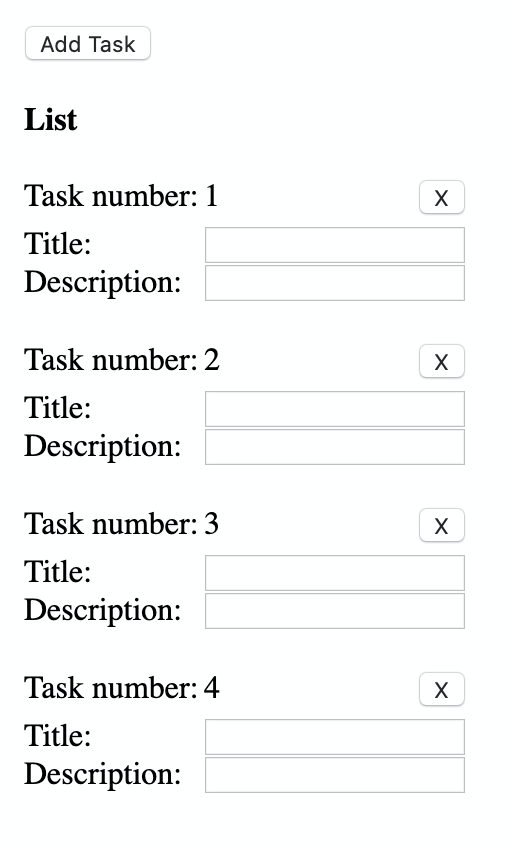 Add Task
List
Task number: 1 X
Title:
Description:
Task number: 2 X
Title:
Description:
Task number: 3 X
Title:
Description:
Task number: 4 X
Title:
Description: